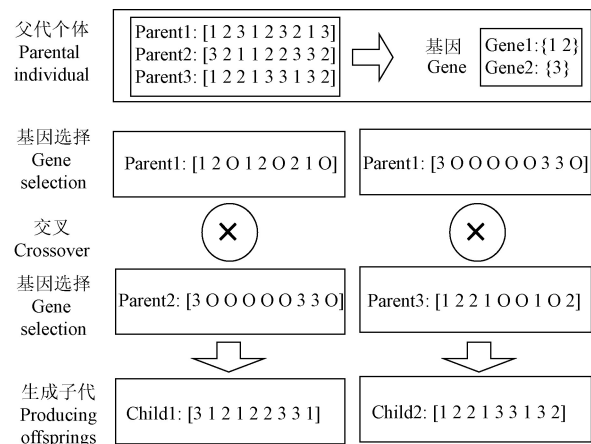 父代个体
Parental
individual
Parent1: [1 2 3 1 2 3 2 1 3]
Parent2: [3 2 1 1 2 2 3 3 2]
Parent3: [1 2 2 1 3 3 1 3 2]
基因
Gene
Gene1:{1 2}
Gene2: {3}
基因选择
Gene
selection
Parent1: [1 2 O 1 2 O 2 1 O]
Parent1: [3 O O O O O 3 3 O]
交叉
Crossover
基因选择
Gene
selection
Parent2: [3 O O O O O 3 3 O]
Parent3: [1 2 2 1 O O 1 O 2]
生成子代
Producing
offsprings
Child1: [3 1 2 1 2 2 3 3 1]
Child2: [1 2 2 1 3 3 1 3 2]